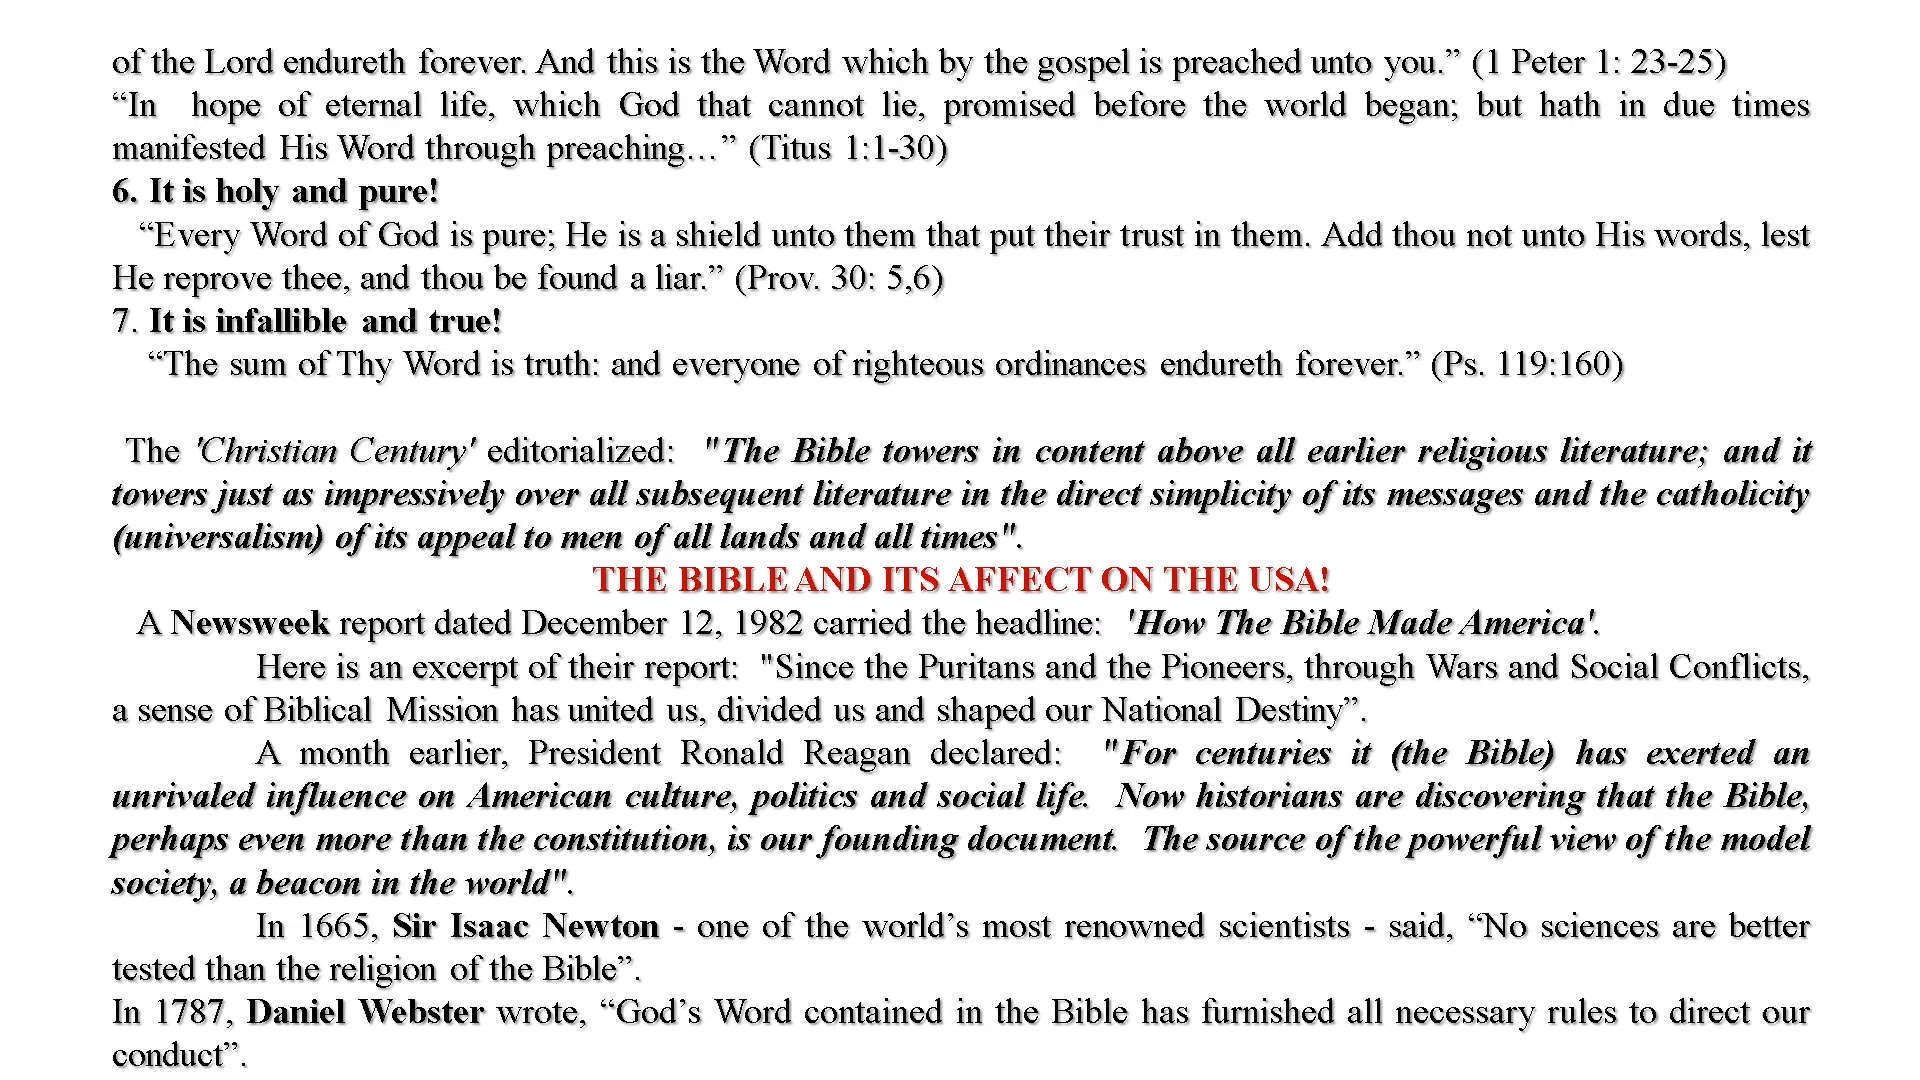 of the Lord endureth forever. And this is the Word which by the gospel is preached unto you.” (1 Peter 1: 23-25)
“In hope of eternal life, which God that cannot lie, promised before the world began; but hath in due times
manifested His Word through preaching…” (Titus 1:1-30)
6. It is holy and pure!
“Every Word of God is pure; He is a shield unto them that put their trust in them. Add thou not unto His words, lest
He reprove thee, and thou be found a liar.” (Prov. 30: 5,6)
7. It is infallible and true!
“The sum of Thy Word is truth: and everyone of righteous ordinances endureth forever.” (Ps. 119:160)
The 'Christian Century' editorialized: "The Bible towers in content above all earlier religious literature; and it
towers just as impressively over all subsequent literature in the direct simplicity of its messages and the catholicity
(universalism) of its appeal to men of all lands and all times".
THE BIBLE AND ITS AFFECT ON THE USA!
A Newsweek report dated December 12, 1982 carried the headline: 'How The Bible Made America'.
Here is an excerpt of their report: "Since the Puritans and the Pioneers, through Wars and Social Conflicts,
a sense of Biblical Mission has united us, divided us and shaped our National Destiny”.
A month earlier, President Ronald Reagan declared: "For centuries it (the Bible) has exerted an
unrivaled influence on American culture, politics and social life. Now historians are discovering that the Bible,
perhaps even more than the constitution, is our founding document. The source of the powerful view of the model
society, a beacon in the world".
In 1665, Sir Isaac Newton - one of the world’s most renowned scientists - said, “No sciences are better
tested than the religion of the Bible”.
In 1787, Daniel Webster wrote, “God’s Word contained in the Bible has furnished all necessary rules to direct our
conduct”.